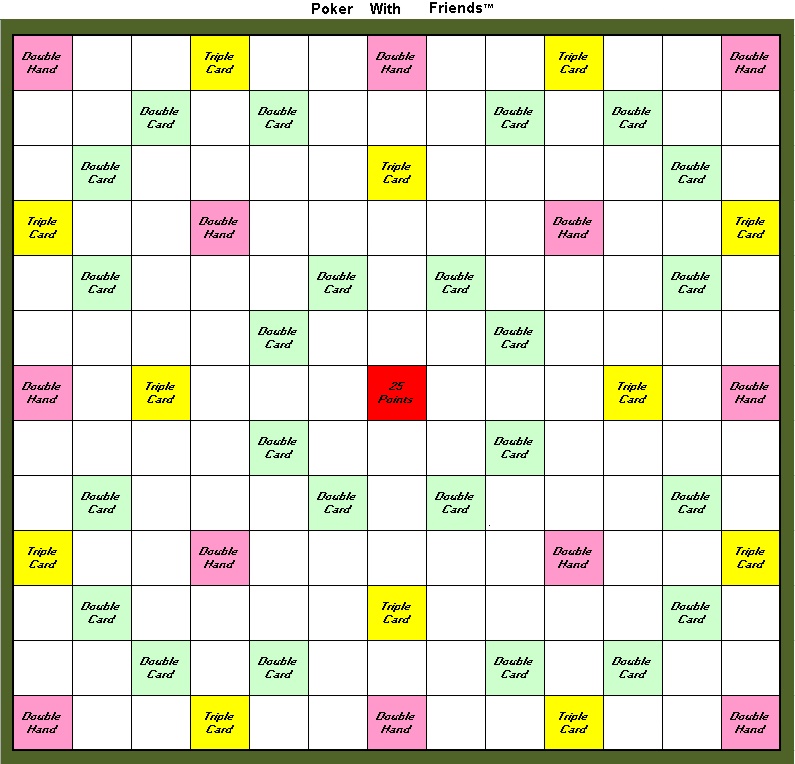 Poker With Friends™
Double Triple Double Triple Double
Hand Card Hand Card Hand
Double Double Double Double
Card Card Card Card
Double Triple Double
Card Card Card
Triple Double Double Triple
Card Hand Hand Card
Double Double Double Double
Card Card Card Card
Double Double
Card Card
Double Triple 25 Triple Double
Hand Card Points Card Hand
Double Double
Card Card
Double Double Double Double
Card Card Card Card
Triple Double Double Triple
Card Hand Hand Card
Double Triple Double
Card Card Card
Double Double Double Double
Card Card Card Card
Double Triple Double Triple Double
Hand Card Hand Card Hand